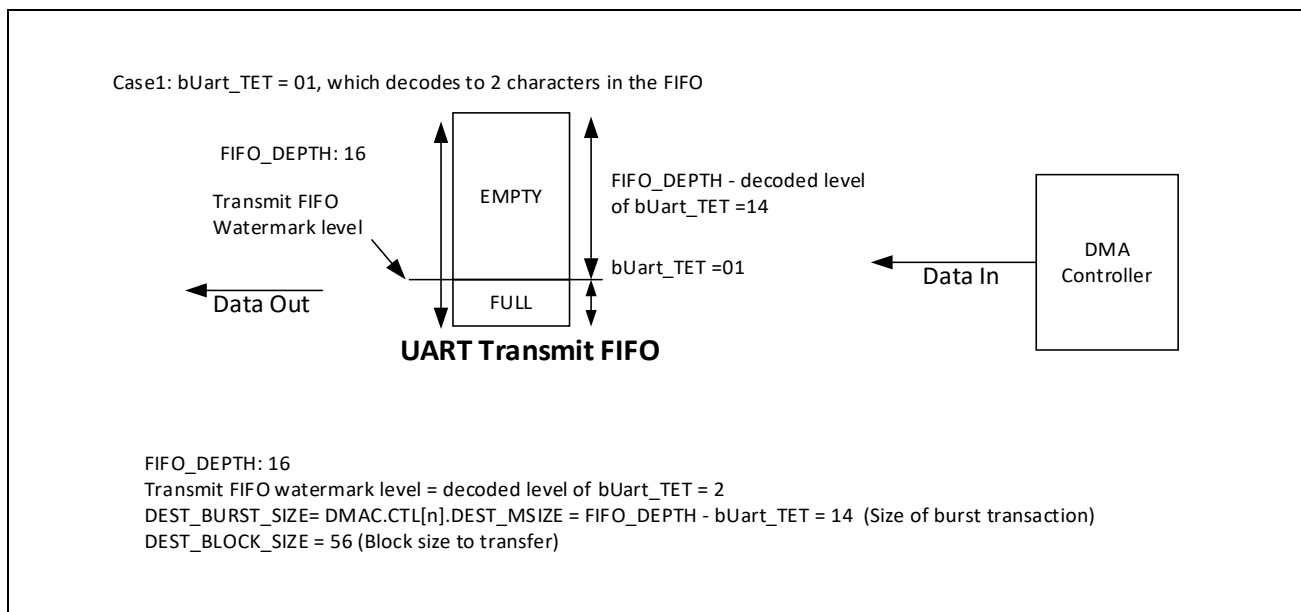 Case1: bUart_TET = 01, which decodes to 2 characters in the FIFO
FIFO_DEPTH: 16
Transmit FIFO
Watermark level
EMPTY
FIFO_DEPTH - decoded level
of bUart_TET =14
bUart_TET =01
FULL
Data Out
UART Transmit FIFO
Data In
DMA
Controller
FIFO_DEPTH: 16
Transmit FIFO watermark level = decoded level of bUart_TET = 2
DEST_BURST_SIZE= DMAC.CTL[n].DEST_MSIZE = FIFO_DEPTH - bUart_TET = 14  (Size of burst transaction)
DEST_BLOCK_SIZE = 56 (Block size to transfer)